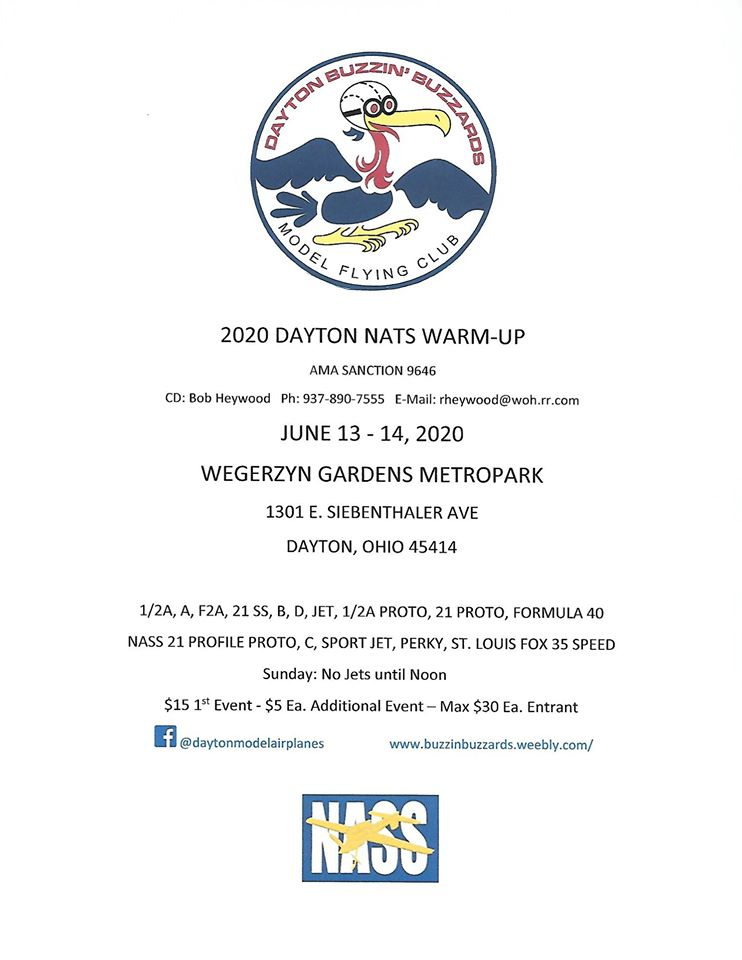 DAYTON BUZZIN' BUZZARDS
MODEL FLYING CLUB
2020 DAYTON NATS WARM-UP
AMA SANCTION 9646
CD: Bob Heywood Ph: 937-890-7555 E-Mail: rheywood@woh.rr.com
JUNE 13 - 14, 2020
WEGERZYN GARDENS METROPARK
1301 E. SIEBENTHALER AVE
DAYTON, OHIO 45414
1/2A, A, F2A, 21 SS, B, D, JET, 1/2A PROTO, 21 PROTO, FORMULA 40
NASS 21 PROFILE PROTO, C, SPORT JET, PERKY, ST. LOUIS FOX 35 SPEED
Sunday: No Jets until Noon
$15 1st Event - $5 Ea. Additional Event – Max $30 Ea. Entrant
f @daytonmodelairplanes www.buzzinbuzzards.weebly.com/
NASS